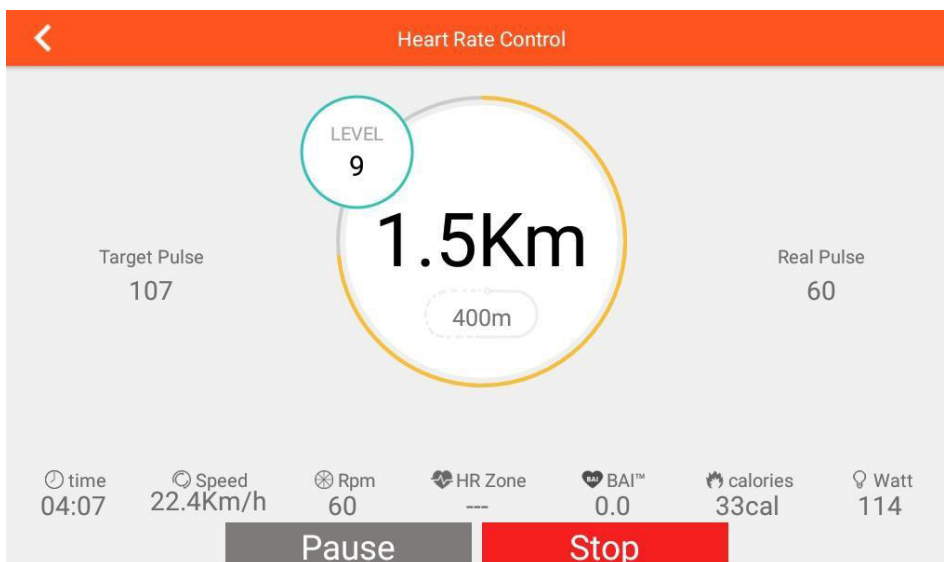 Heart Rate Control
LEVEL
9
1.5Km
400m
Target Pulse
107
Real Pulse
60
time Speed Rpm HR Zone BAI BAI™ calories Watt
04:07 22.4Km/h 60 --- 0.0 33cal 114
Pause Stop